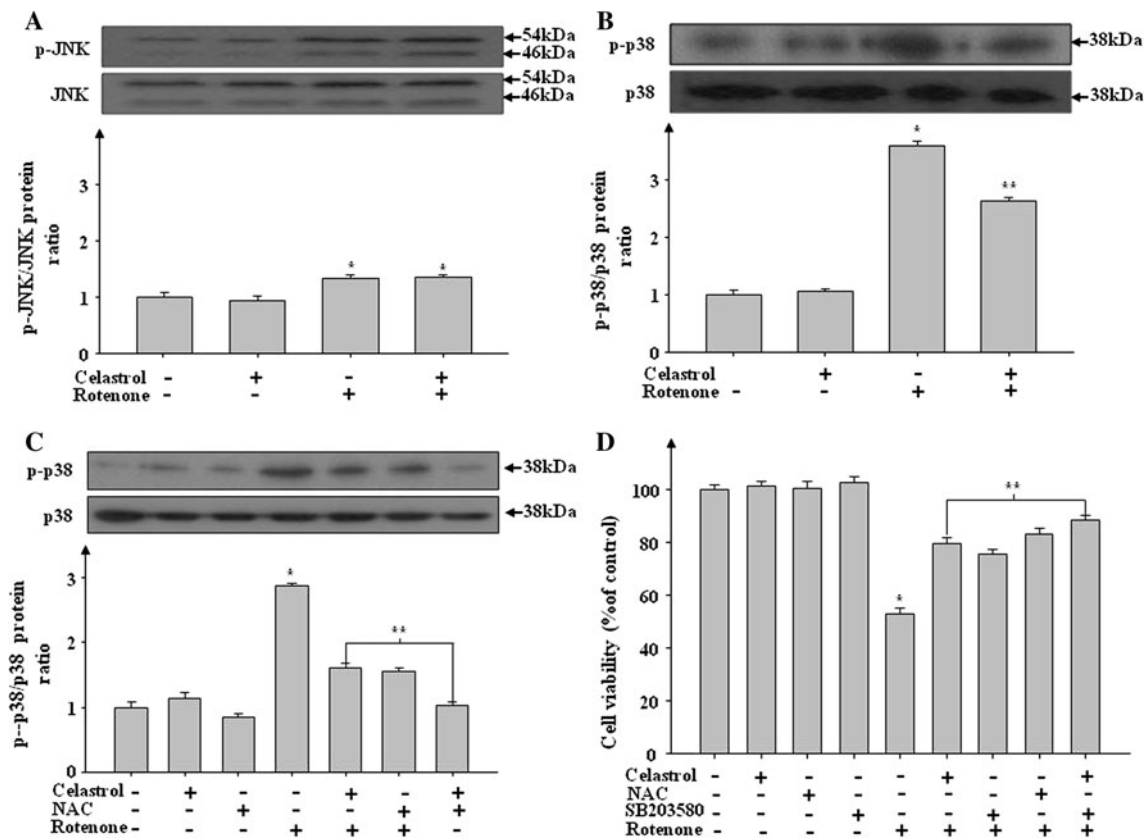 A
p-JNK
54kDa
46kDa
JNK
54kDa
46kDa
p-JNK/JNK protein
ratio
3
2
1
0
*
*
Celastrol - + - +
Rotenone - - + +
B
p-p38
38kDa
p38
38kDa
p-p38/p38 protein
ratio
3
2
1
0
*
**
Celastrol - + - +
Rotenone - - + +
C
p-p38
38kDa
p38
38kDa
p--p38/p38 protein
ratio
3
2
1
0
*
**
Celastrol - + - - + - +
NAC - - + - - + +
Rotenone - - - + + + +
D
Cell viability (%of control)
100
80
60
40
20
0
*
**
Celastrol - + - - - + - - +
NAC - - + - - - - + -
SB203580 - - - + - - + - +
Rotenone - - - - + + + + +